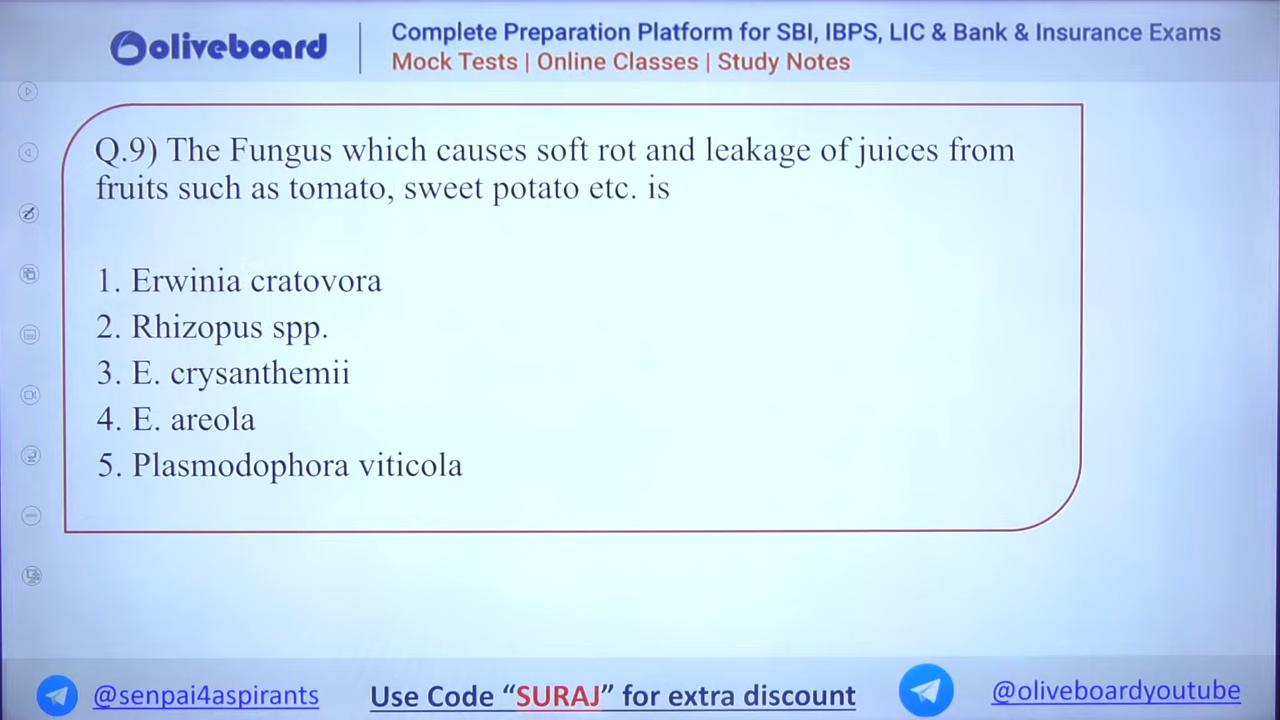 oliveboard
Complete Preparation Platform for SBI, IBPS, LIC & Bank & Insurance Exams
Mock Tests | Online Classes | Study Notes
Q.9) The Fungus which causes soft rot and leakage of juices from
fruits such as tomato, sweet potato etc. is
1. Erwinia cratovora
2. Rhizopus spp.
3. E. crysanthemii
4. E. areola
5. Plasmodophora viticola
@senpai4aspirants
Use Code “SURAJ” for extra discount
@oliveboardyoutube